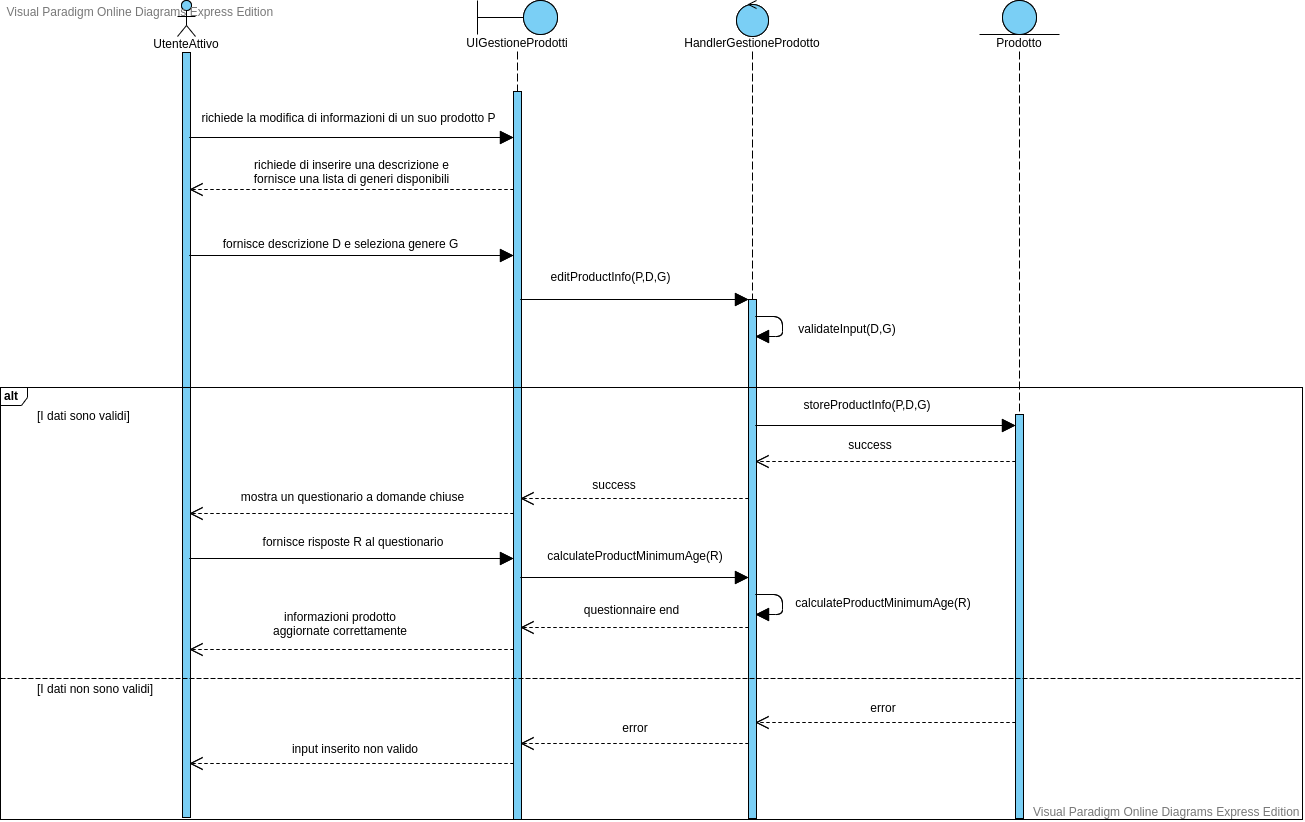 Visual Paradigm Online Diagrams Express Edition
UtenteAttivo
UIGestioneProdotti
HandlerGestioneProdotto
Prodotto
richiede la modifica di informazioni di un suo prodotto P
richiede di inserire una descrizione e
fornisce una lista di generi disponibili
fornisce descrizione D e seleziona genere G
editProductInfo(P,D,G)
validateInput(D,G)
alt
[I dati sono validi]
storeProductInfo(P,D,G)
success
success
mostra un questionario a domande chiuse
fornisce risposte R al questionario
calculateProductMinimumAge(R)
calculateProductMinimumAge(R)
questionnaire end
informazioni prodotto
aggiornate correttamente
[I dati non sono validi]
error
error
input inserito non valido
Visual Paradigm Online Diagrams Express Edition